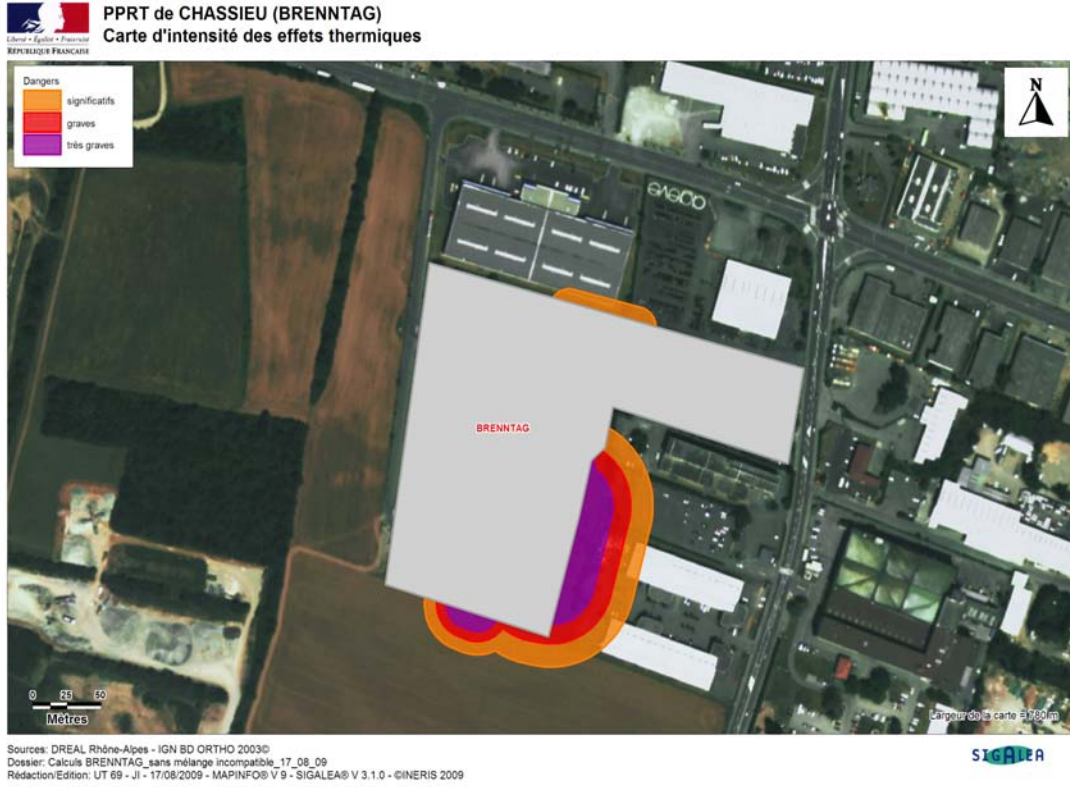 PPRT de CHASSIEU (BRENNTAG)
Carte d'intensité des effets thermiques
Liberté • Égalité • Fraternité
RÉPUBLIQUE FRANÇAISE
Dangers
significatifs
graves
très graves
N
BRENNTAG
0 25 50
Mètres
Largeur de la carte = 780 m
Sources: DREAL Rhône-Alpes - IGN BD ORTHO 2003©
Dossier: Calculs BRENNTAG_sans mélange incompatible_17_08_09
Rédaction/Edition: UT 69 - JI - 17/08/2009 - MAPINFO® V 9 - SIGALEA® V 3.1.0 - ©INERIS 2009
SIGALEA